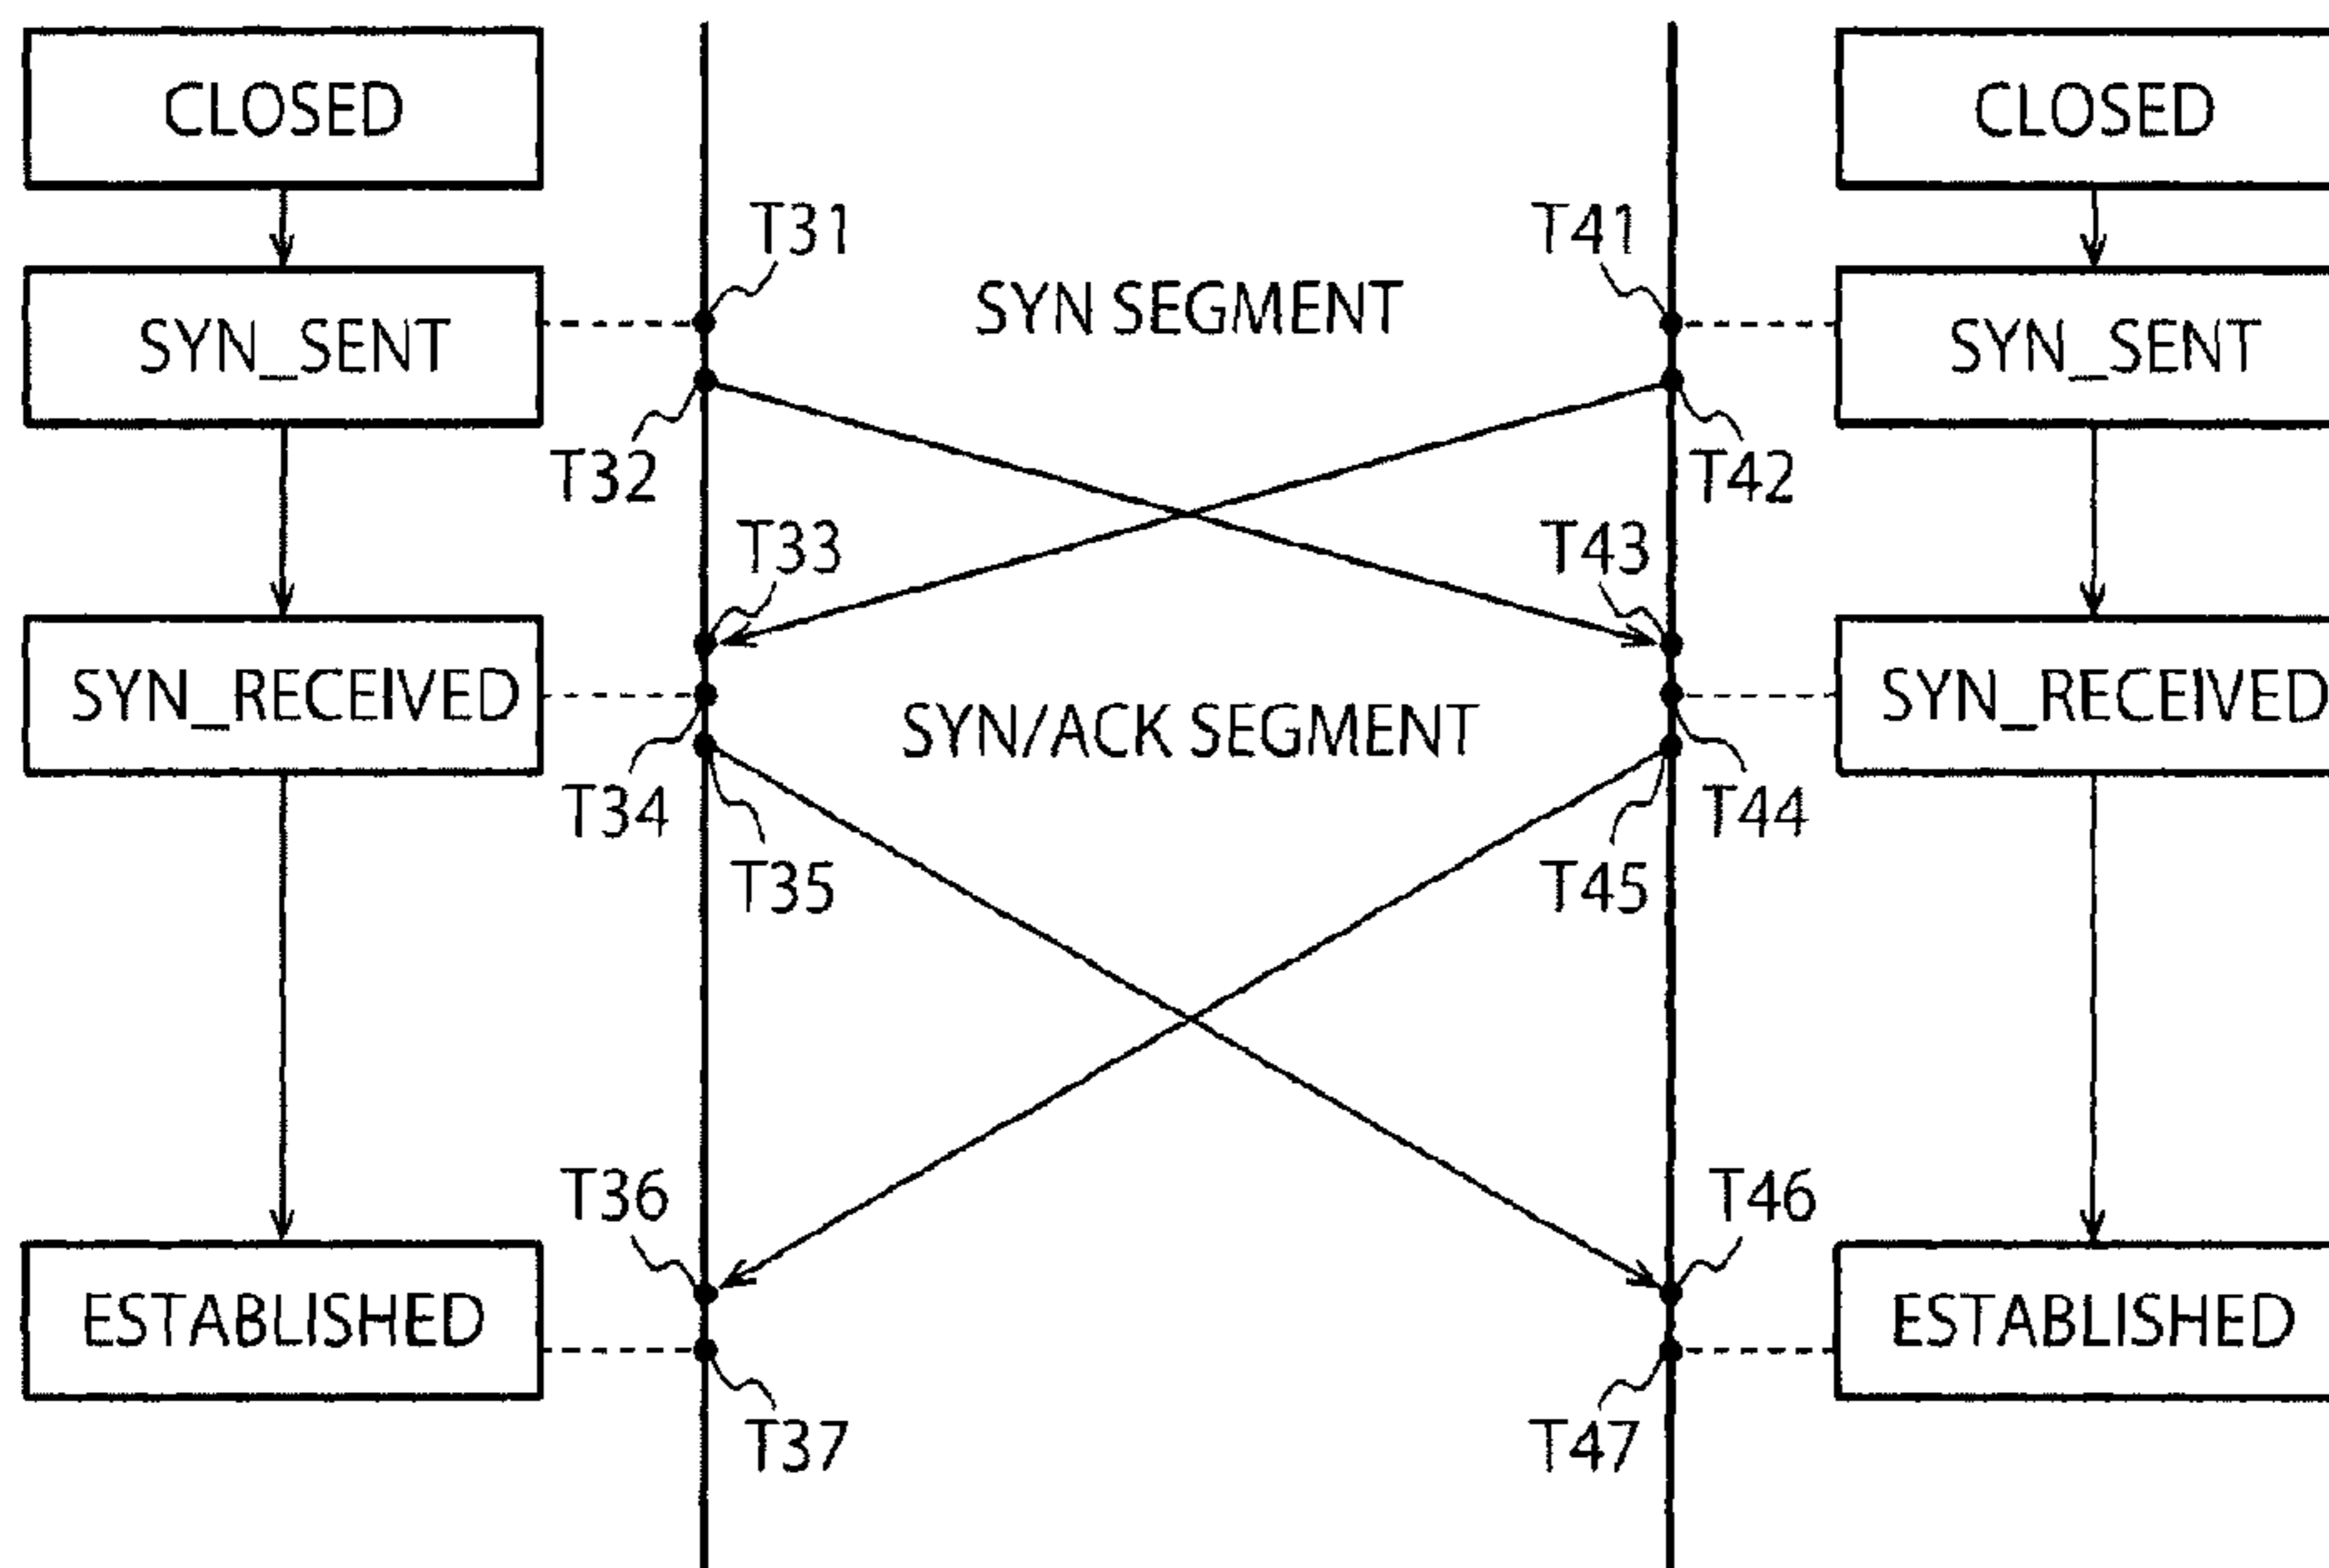 CLOSED
CLOSED
T31
T41
SYN SEGMENT
SYN_SENT
SYN_SENT
T32
T42
T33
T43
SYN_RECEIVED
SYN_RECEIVED
SYN/ACK SEGMENT
T34
T44
T35
T45
T36
T46
ESTABLISHED
ESTABLISHED
T37
T47